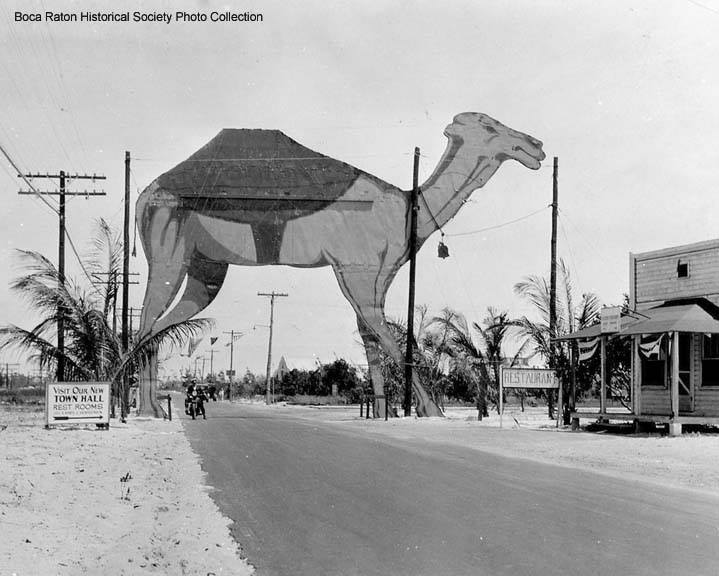 Boca Raton Historical Society Photo Collection
VISIT OUR NEW
TOWN HALL
REST ROOMS
RESTAURANT